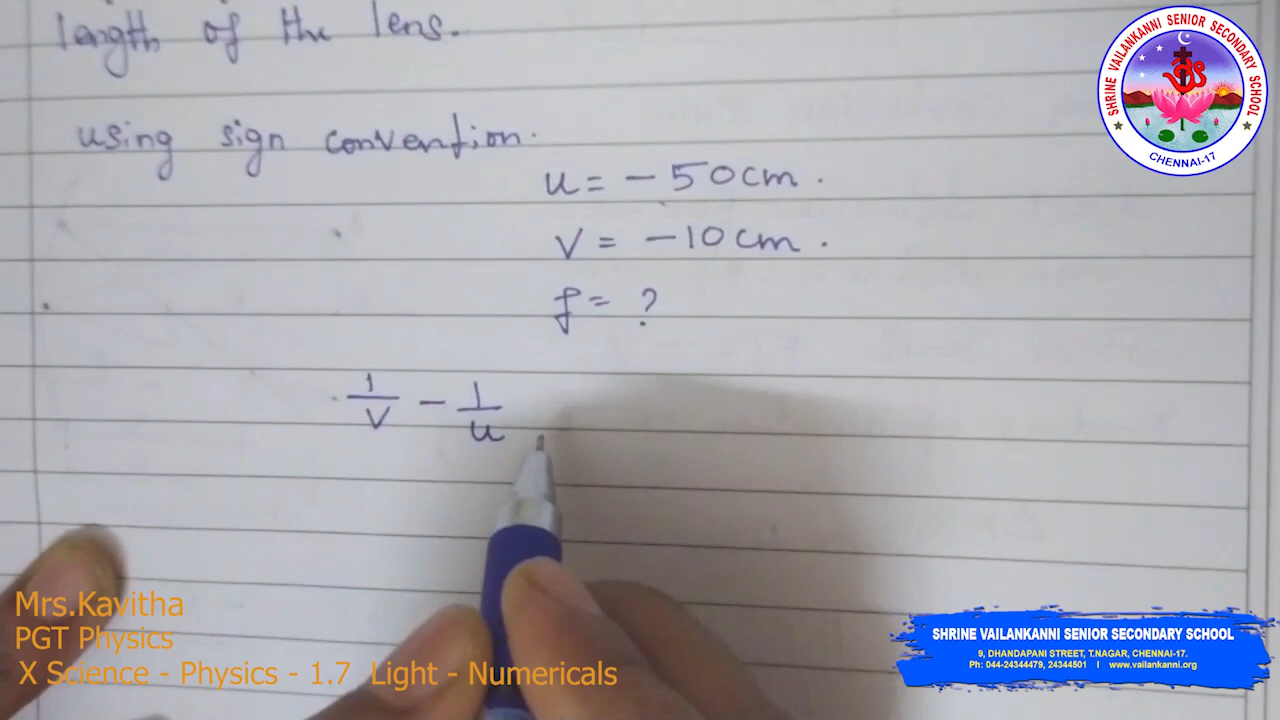 length of the lens.
using sign convention.
u = - 50cm.
v = -10cm.
f = ?
1/v - 1/u
SHRINE VAILANKANNI SENIOR SECONDARY SCHOOL
CHENNAI-17
Mrs.Kavitha
PGT Physics
X Science - Physics - 1.7 Light - Numericals
SHRINE VAILANKANNI SENIOR SECONDARY SCHOOL
9, DHANDAPANI STREET, T.NAGAR, CHENNAI-17.
Ph: 044-24344479, 24344501 I www.vailankanni.org